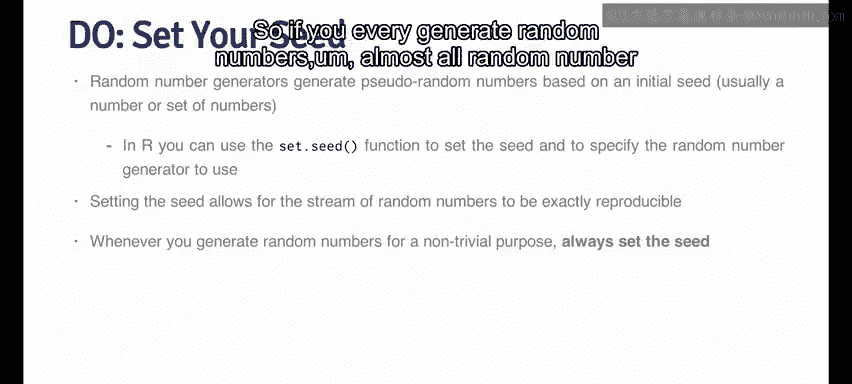 DO: Set Your Seed
So if you every generate random
numbers,um, almost all random number
· Random number generators generate pseudo-random numbers based on an initial seed (usually a
number or set of numbers)
- In R you can use the set.seed() function to set the seed and to specify the random number
generator to use
· Setting the seed allows for the stream of random numbers to be exactly reproducible
· Whenever you generate random numbers for a non-trivial purpose, always set the seed